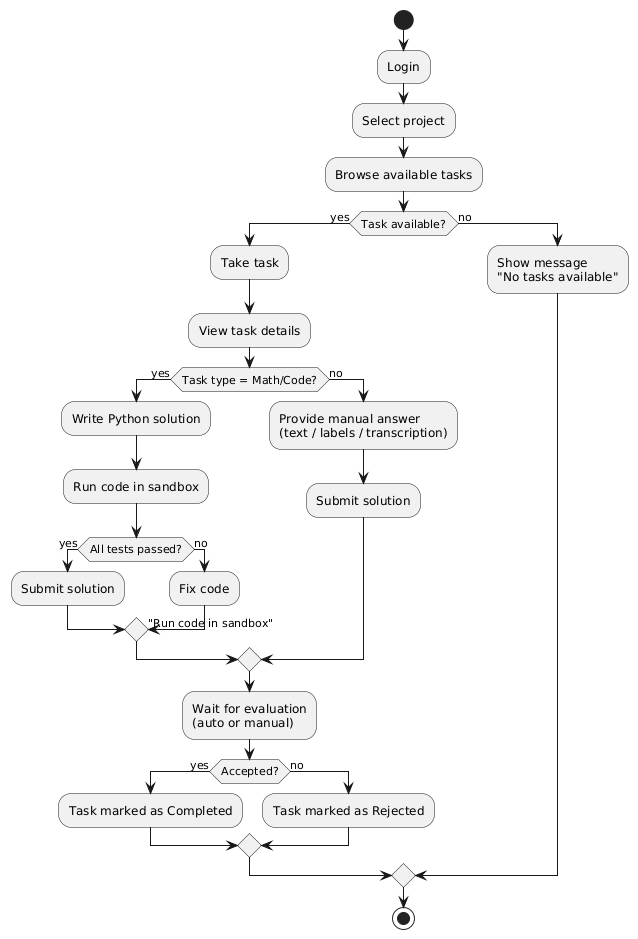 Login
Select project
Browse available tasks
yes
Task available?
no
Take task
Show message
"No tasks available"
View task details
yes
Task type = Math/Code?
no
Write Python solution
Provide manual answer
(text / labels / transcription)
Run code in sandbox
Submit solution
yes
All tests passed?
no
Submit solution
Fix code
"Run code in sandbox"
Wait for evaluation
(auto or manual)
yes
Accepted?
no
Task marked as Completed
Task marked as Rejected